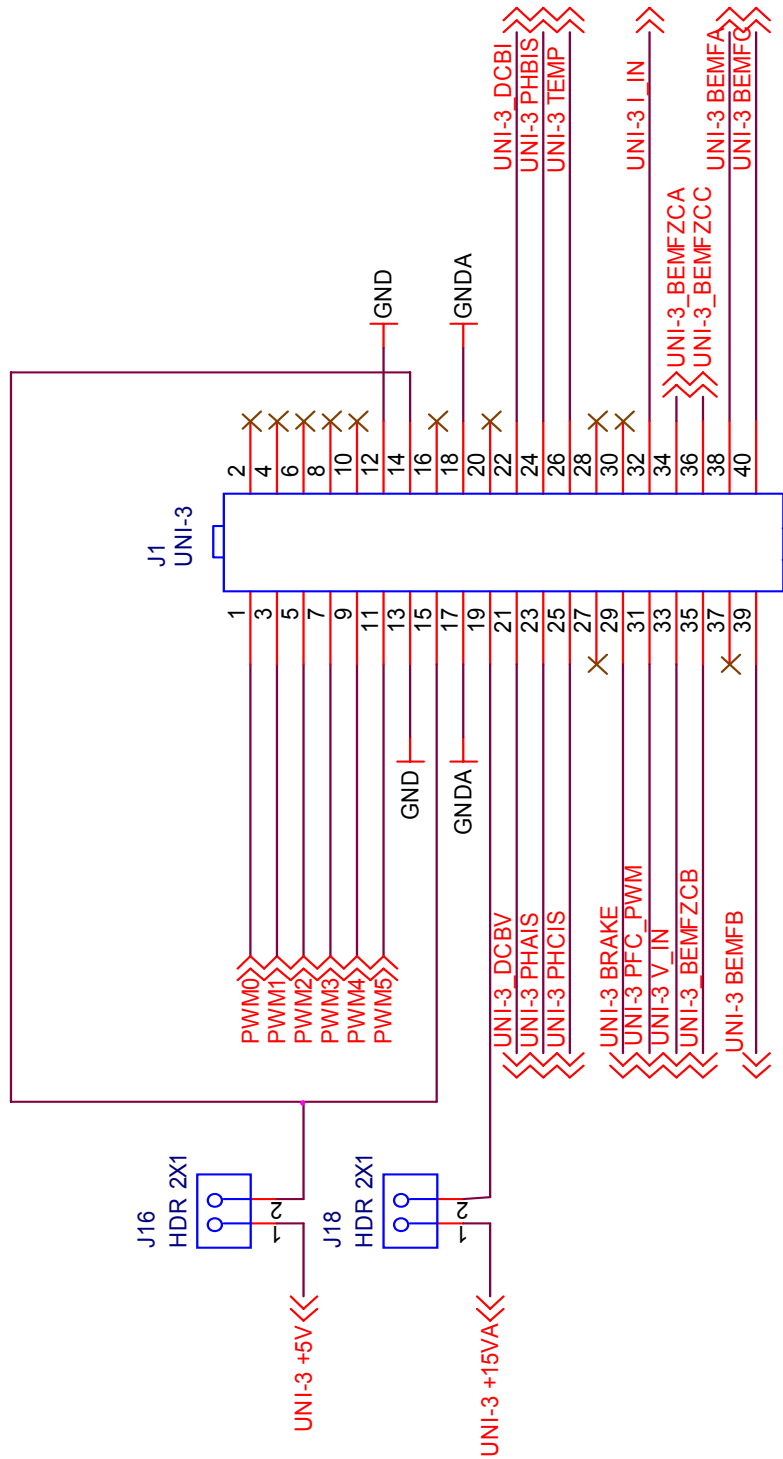 UNI-3_DCBI
UNI-3 PHBIS
UNI-3 TEMP
UNI-3 I_IN
UNI-3 BEMFA
UNI-3 BEMFC
UNI-3_BEMFZCA
UNI-3_BEMFZCC
GND
GNDA
2
4
6
8
10
12
14
16
18
20
22
24
26
28
30
32
34
36
38
40
J1
UNI-3
1
3
5
7
9
11
13
15
17
19
21
23
25
27
29
31
33
35
37
39
GND
GNDA
PWM0
PWM1
PWM2
PWM3
PWM4
PWM5
UNI-3_DCBV
UNI-3 PHAIS
UNI-3 PHCIS
UNI-3 BRAKE
UNI-3 PFC_PWM
UNI-3 V_IN
UNI-3_BEMFZCB
UNI-3 BEMFB
J16
HDR 2X1
2
1
J18
HDR 2X1
2
1
UNI-3 +5V
UNI-3 +15VA